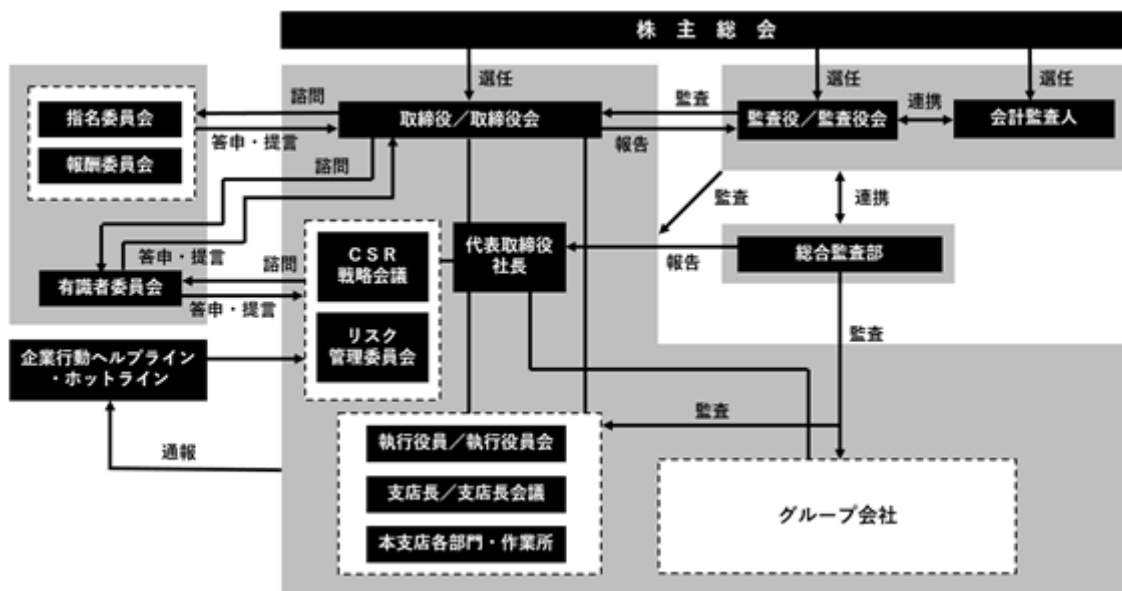 株主総会
選任
選任
選任
諮問
監査
連携
指名委員会
取締役／取締役会
監査役／監査役会
会計監査人
答申・提言
報告
報酬委員会
諮問
監査
連携
答申・提言
諮問
CSR
戦略会議
代表取締役
社長
報告
総合監査部
有識者委員会
答申・提言
監査
リスク
管理委員会
企業行動ヘルプライン
・ホットライン
監査
執行役員／執行役員会
通報
支店長／支店長会議
グループ会社
本支店各部門・作業所